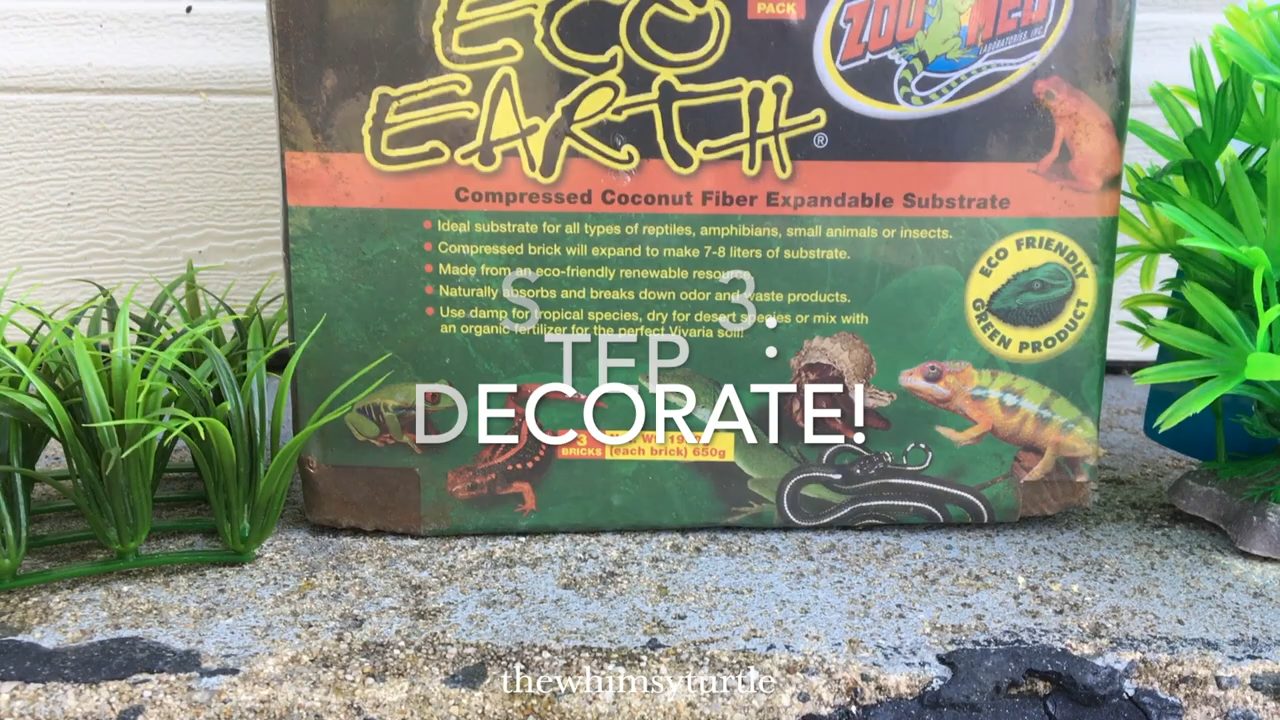 ECO
PACK
EARTH®
ZOO MED
LABORATORIES, INC.
Compressed Coconut Fiber Expandable Substrate
Ideal substrate for all types of reptiles, amphibians, small animals or insects.
Compressed brick will expand to make 7-8 liters of substrate.
Made from an eco-friendly renewable resource.
Naturally absorbs and breaks down odor and waste products.
Use damp for tropical species, dry for desert species or mix with
an organic fertilizer for the perfect Vivaria soil!
ECO FRIENDLY
GREEN PRODUCT
STEP 3:
DECORATE!
3
BRICKS
(each brick) 650g
thewhimsyturtle